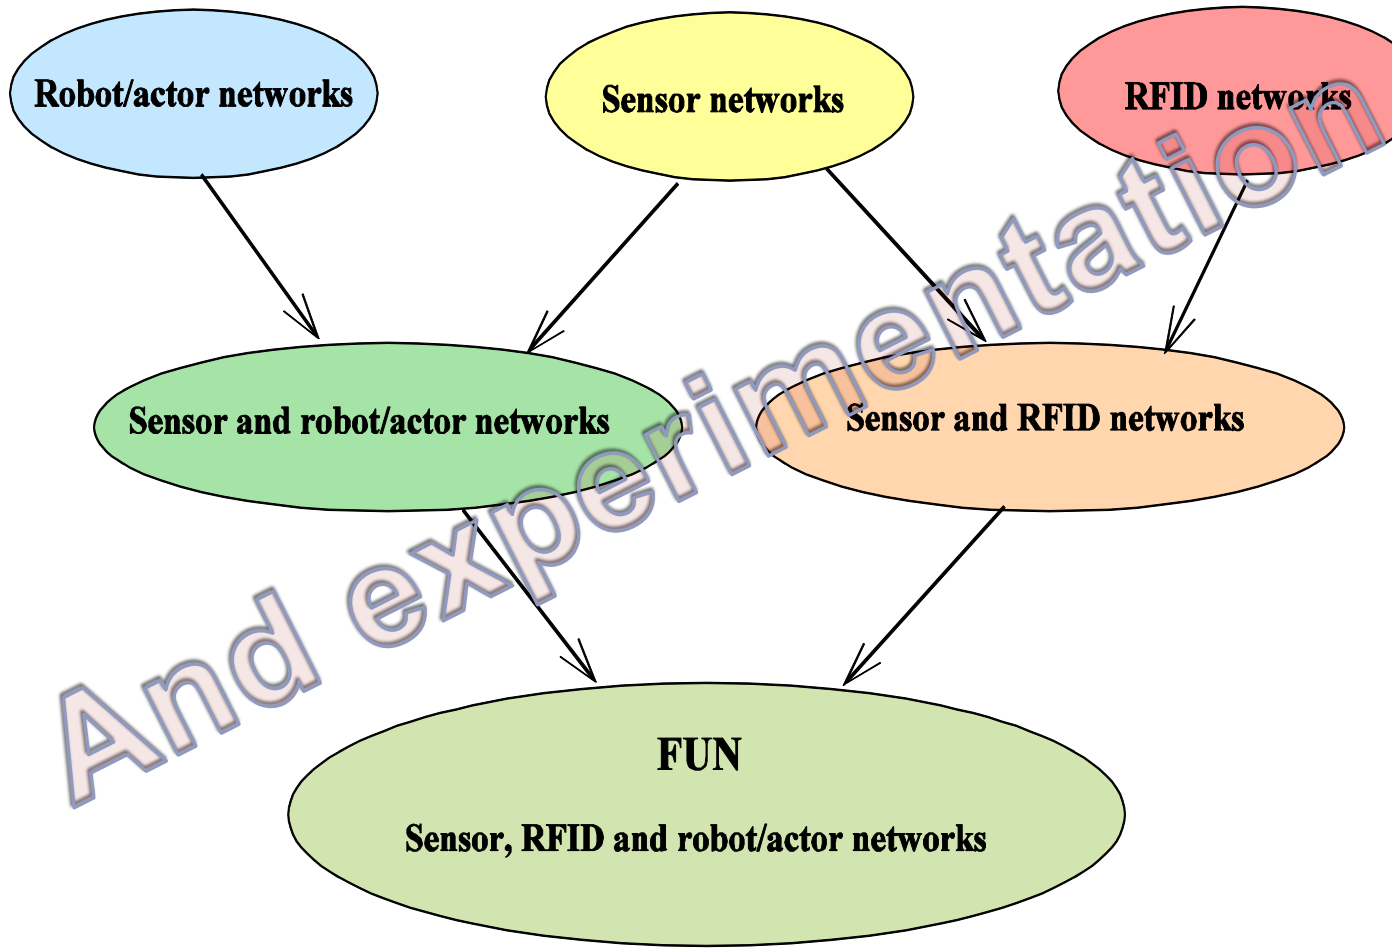 Robot/actor networks
Sensor networks
RFID networks
And experimentation
Sensor and robot/actor networks
Sensor and RFID networks
FUN
Sensor, RFID and robot/actor networks